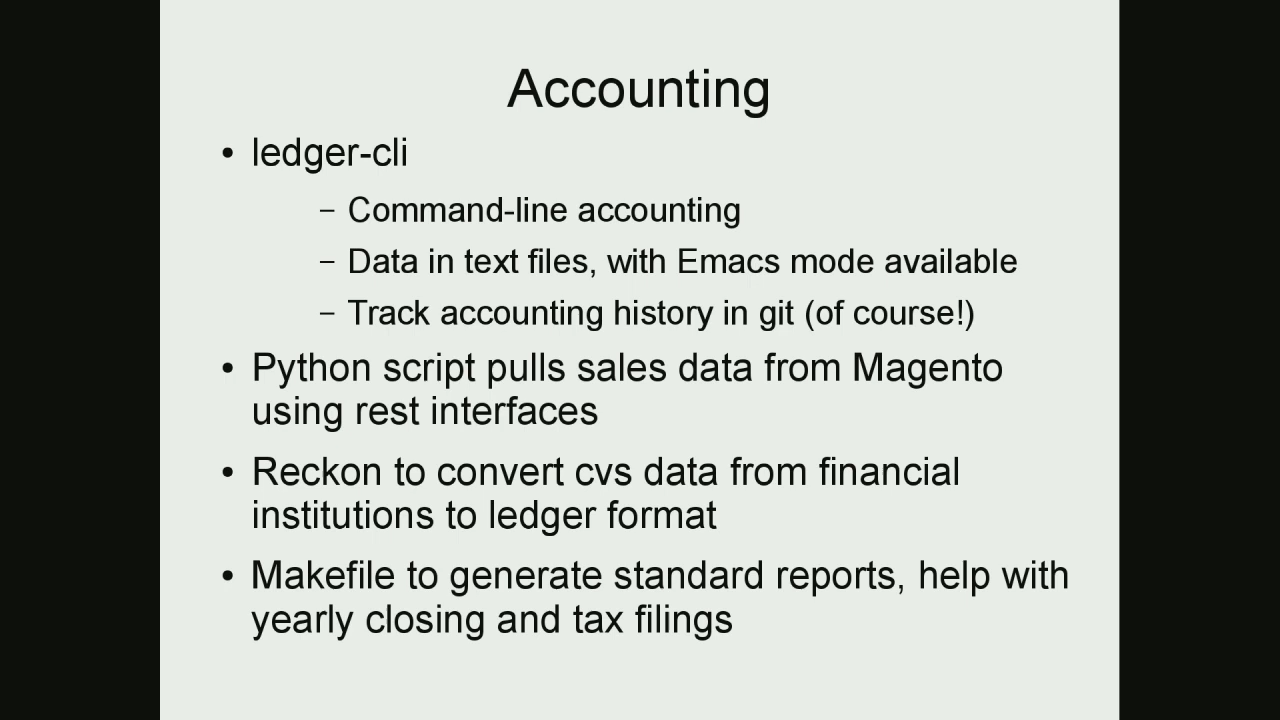 Accounting
• ledger-cli
– Command-line accounting
– Data in text files, with Emacs mode available
– Track accounting history in git (of course!)
• Python script pulls sales data from Magento
using rest interfaces
• Reckon to convert cvs data from financial
institutions to ledger format
• Makefile to generate standard reports, help with
yearly closing and tax filings